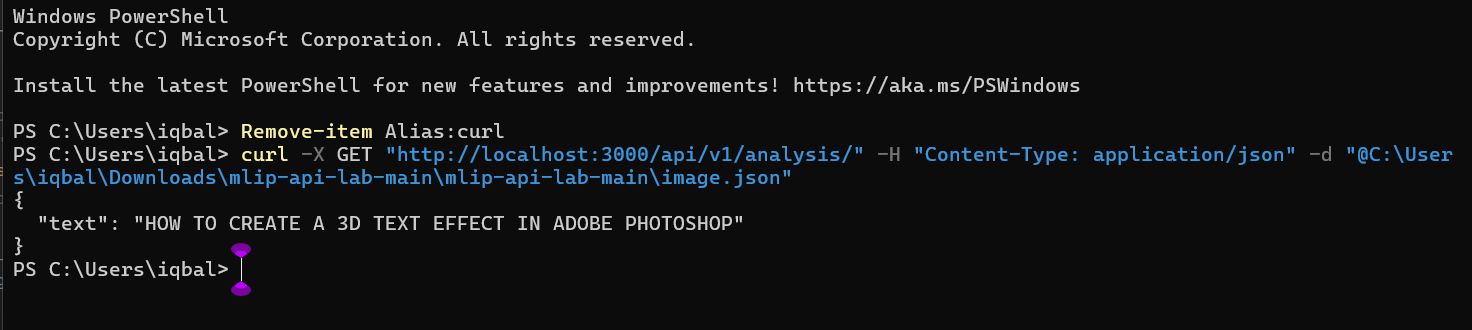 Windows PowerShell
Copyright (C) Microsoft Corporation. All rights reserved.
Install the latest PowerShell for new features and improvements! https://aka.ms/PSWindows
PS C:\Users\iqbal> Remove-item Alias:curl
PS C:\Users\iqbal> curl -X GET "http://localhost:3000/api/v1/analysis/" -H "Content-Type: application/json" -d "@C:\User
s\iqbal\Downloads\mlip-api-lab-main\mlip-api-lab-main\image.json"
{
  "text": "HOW TO CREATE A 3D TEXT EFFECT IN ADOBE PHOTOSHOP"
}
PS C:\Users\iqbal>